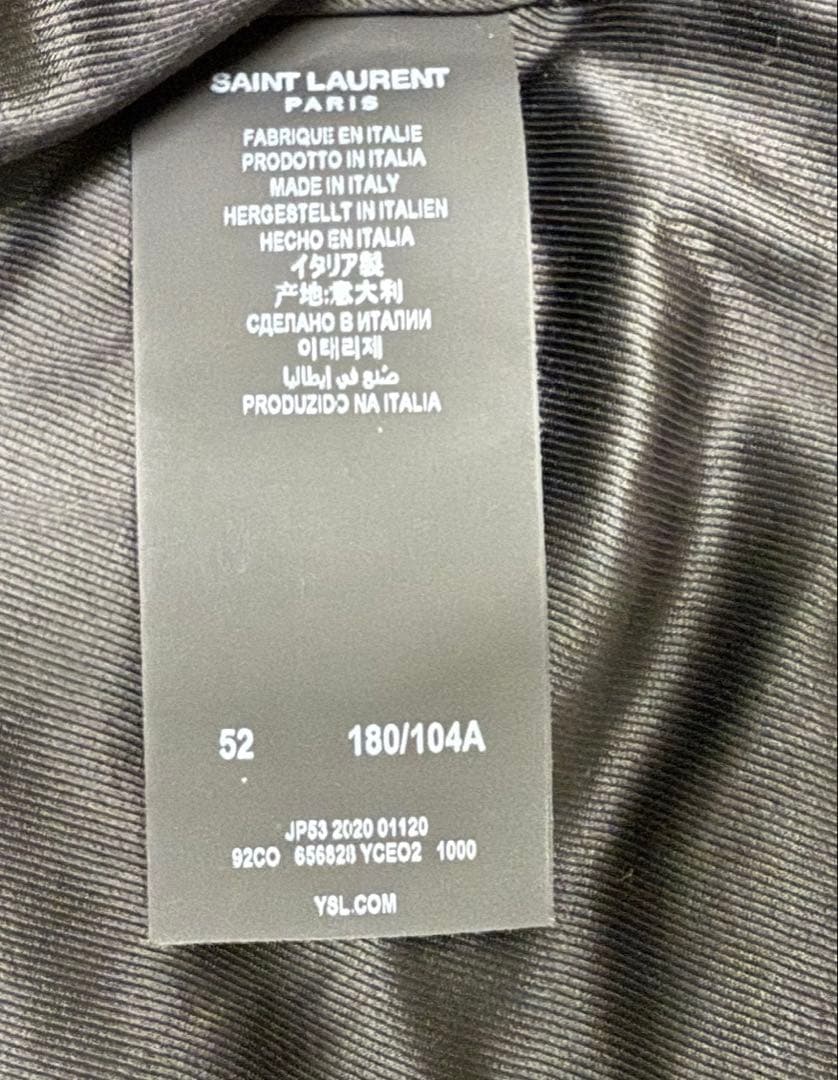 SAINT LAURENT
PARIS
FABRIQUE EN ITALIE
PRODOTTO IN ITALIA
MADE IN ITALY
HERGESTELLT IN ITALIEN
HECHO EN ITALIA
イタリア製
产地:意大利
СДЕЛАНО В ИТАЛИИ
이태리제
صنع في إيطاليا
PRODUZIDO NA ITALIA
52 180/104A
JP53 2020 01120
92CO 656828 YCEO2 1000
YSL.COM